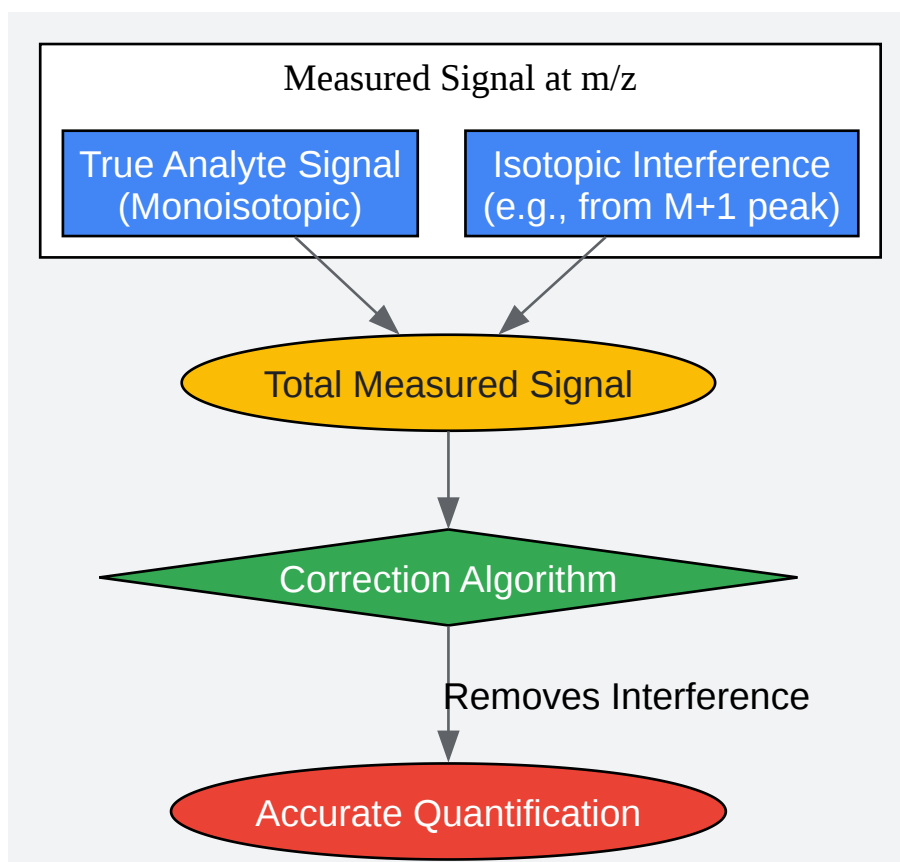 Measured Signal at m/z
True Analyte Signal
(Monoisotopic)
Isotopic Interference
(e.g., from M+1 peak)
Total Measured Signal
Correction Algorithm
Removes Interference
Accurate Quantification